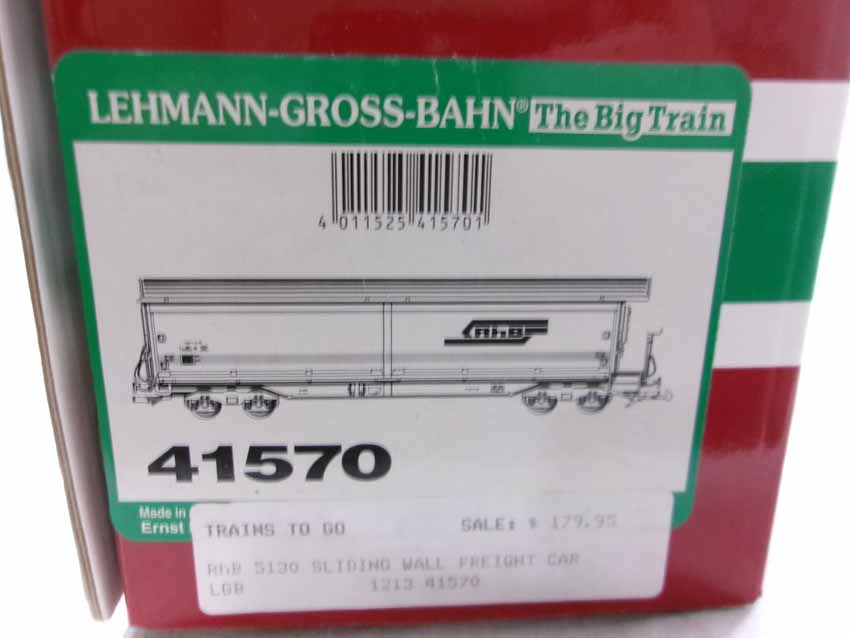 LEHMANN-GROSS-BAHN® The Big Train
4 011525 415701
RhB
41570
Made in
Ernst
TRAINS TO GO SALE: $ 179.95
RhB 5130 SLIDING WALL FREIGHT CAR
LGB 1213 41570